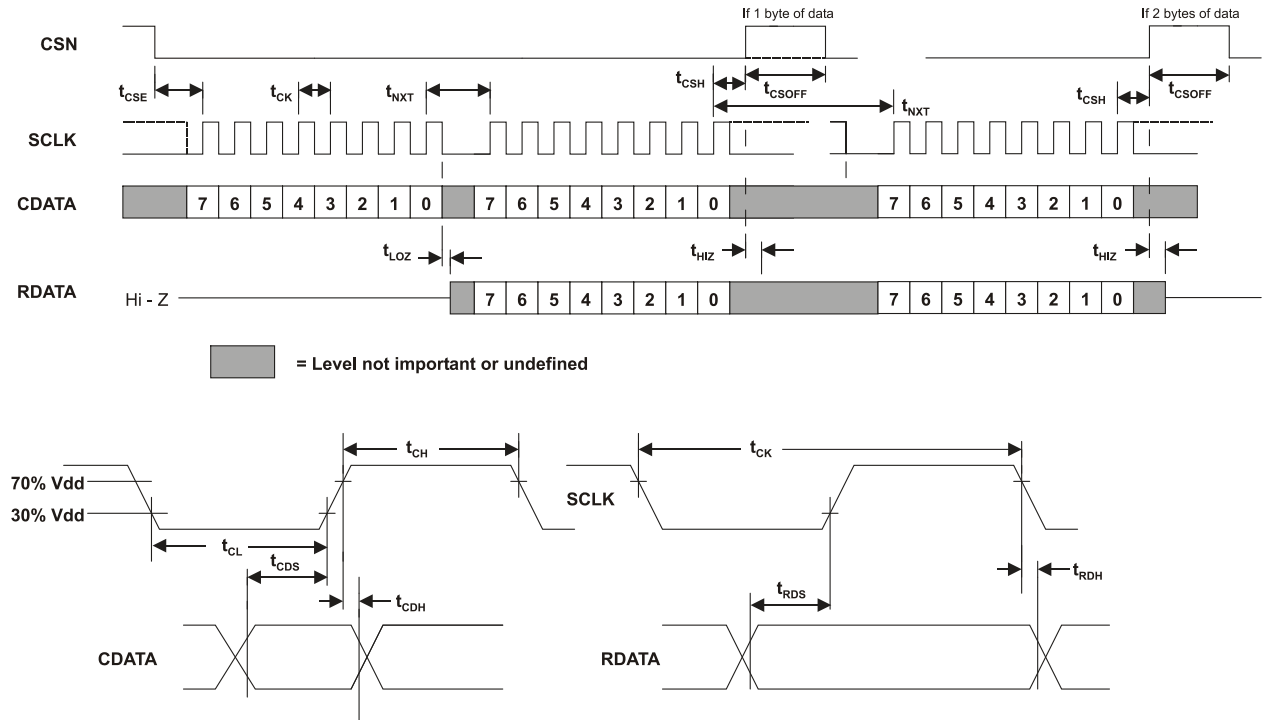 If 1 byte of data
If 2 bytes of data
CSN
tCSE
tCK
tNXT
tCSH
tCSOFF
tNXT
tCSH
tCSOFF
SCLK
CDATA
7 6 5 4 3 2 1 0 7 6 5 4 3 2 1 0 7 6 5 4 3 2 1 0
tLOZ
tHIZ
tHIZ
RDATA
Hi - Z
7 6 5 4 3 2 1 0 7 6 5 4 3 2 1 0
= Level not important or undefined
tCH
tCK
70% Vdd
30% Vdd
SCLK
tCL
tCDS
tCDH
tRDS
tRDH
CDATA
RDATA